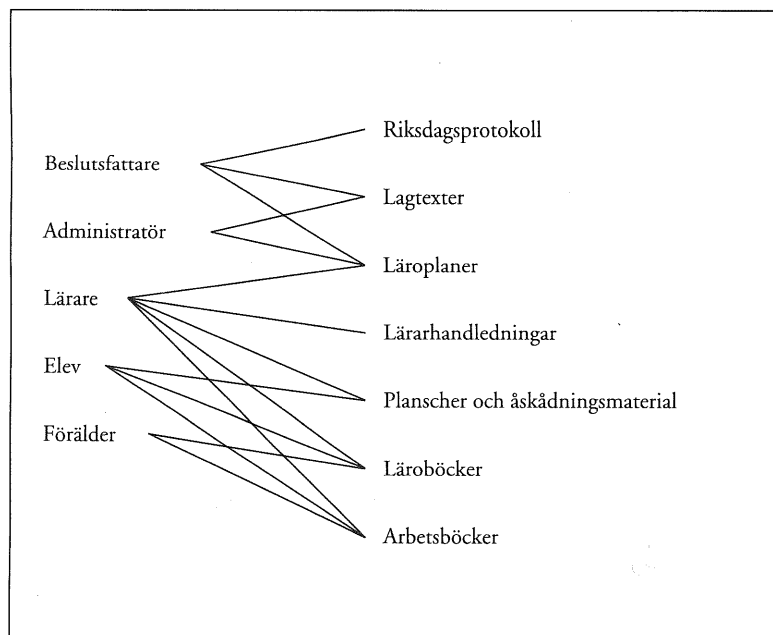 Beslutsfattare
Administratör
Lärare
Elev
Förälder
Riksdagsprotokoll
Lagtexter
Läroplaner
Lärarhandledningar
Planscher och åskådningsmaterial
Läroböcker
Arbetsböcker